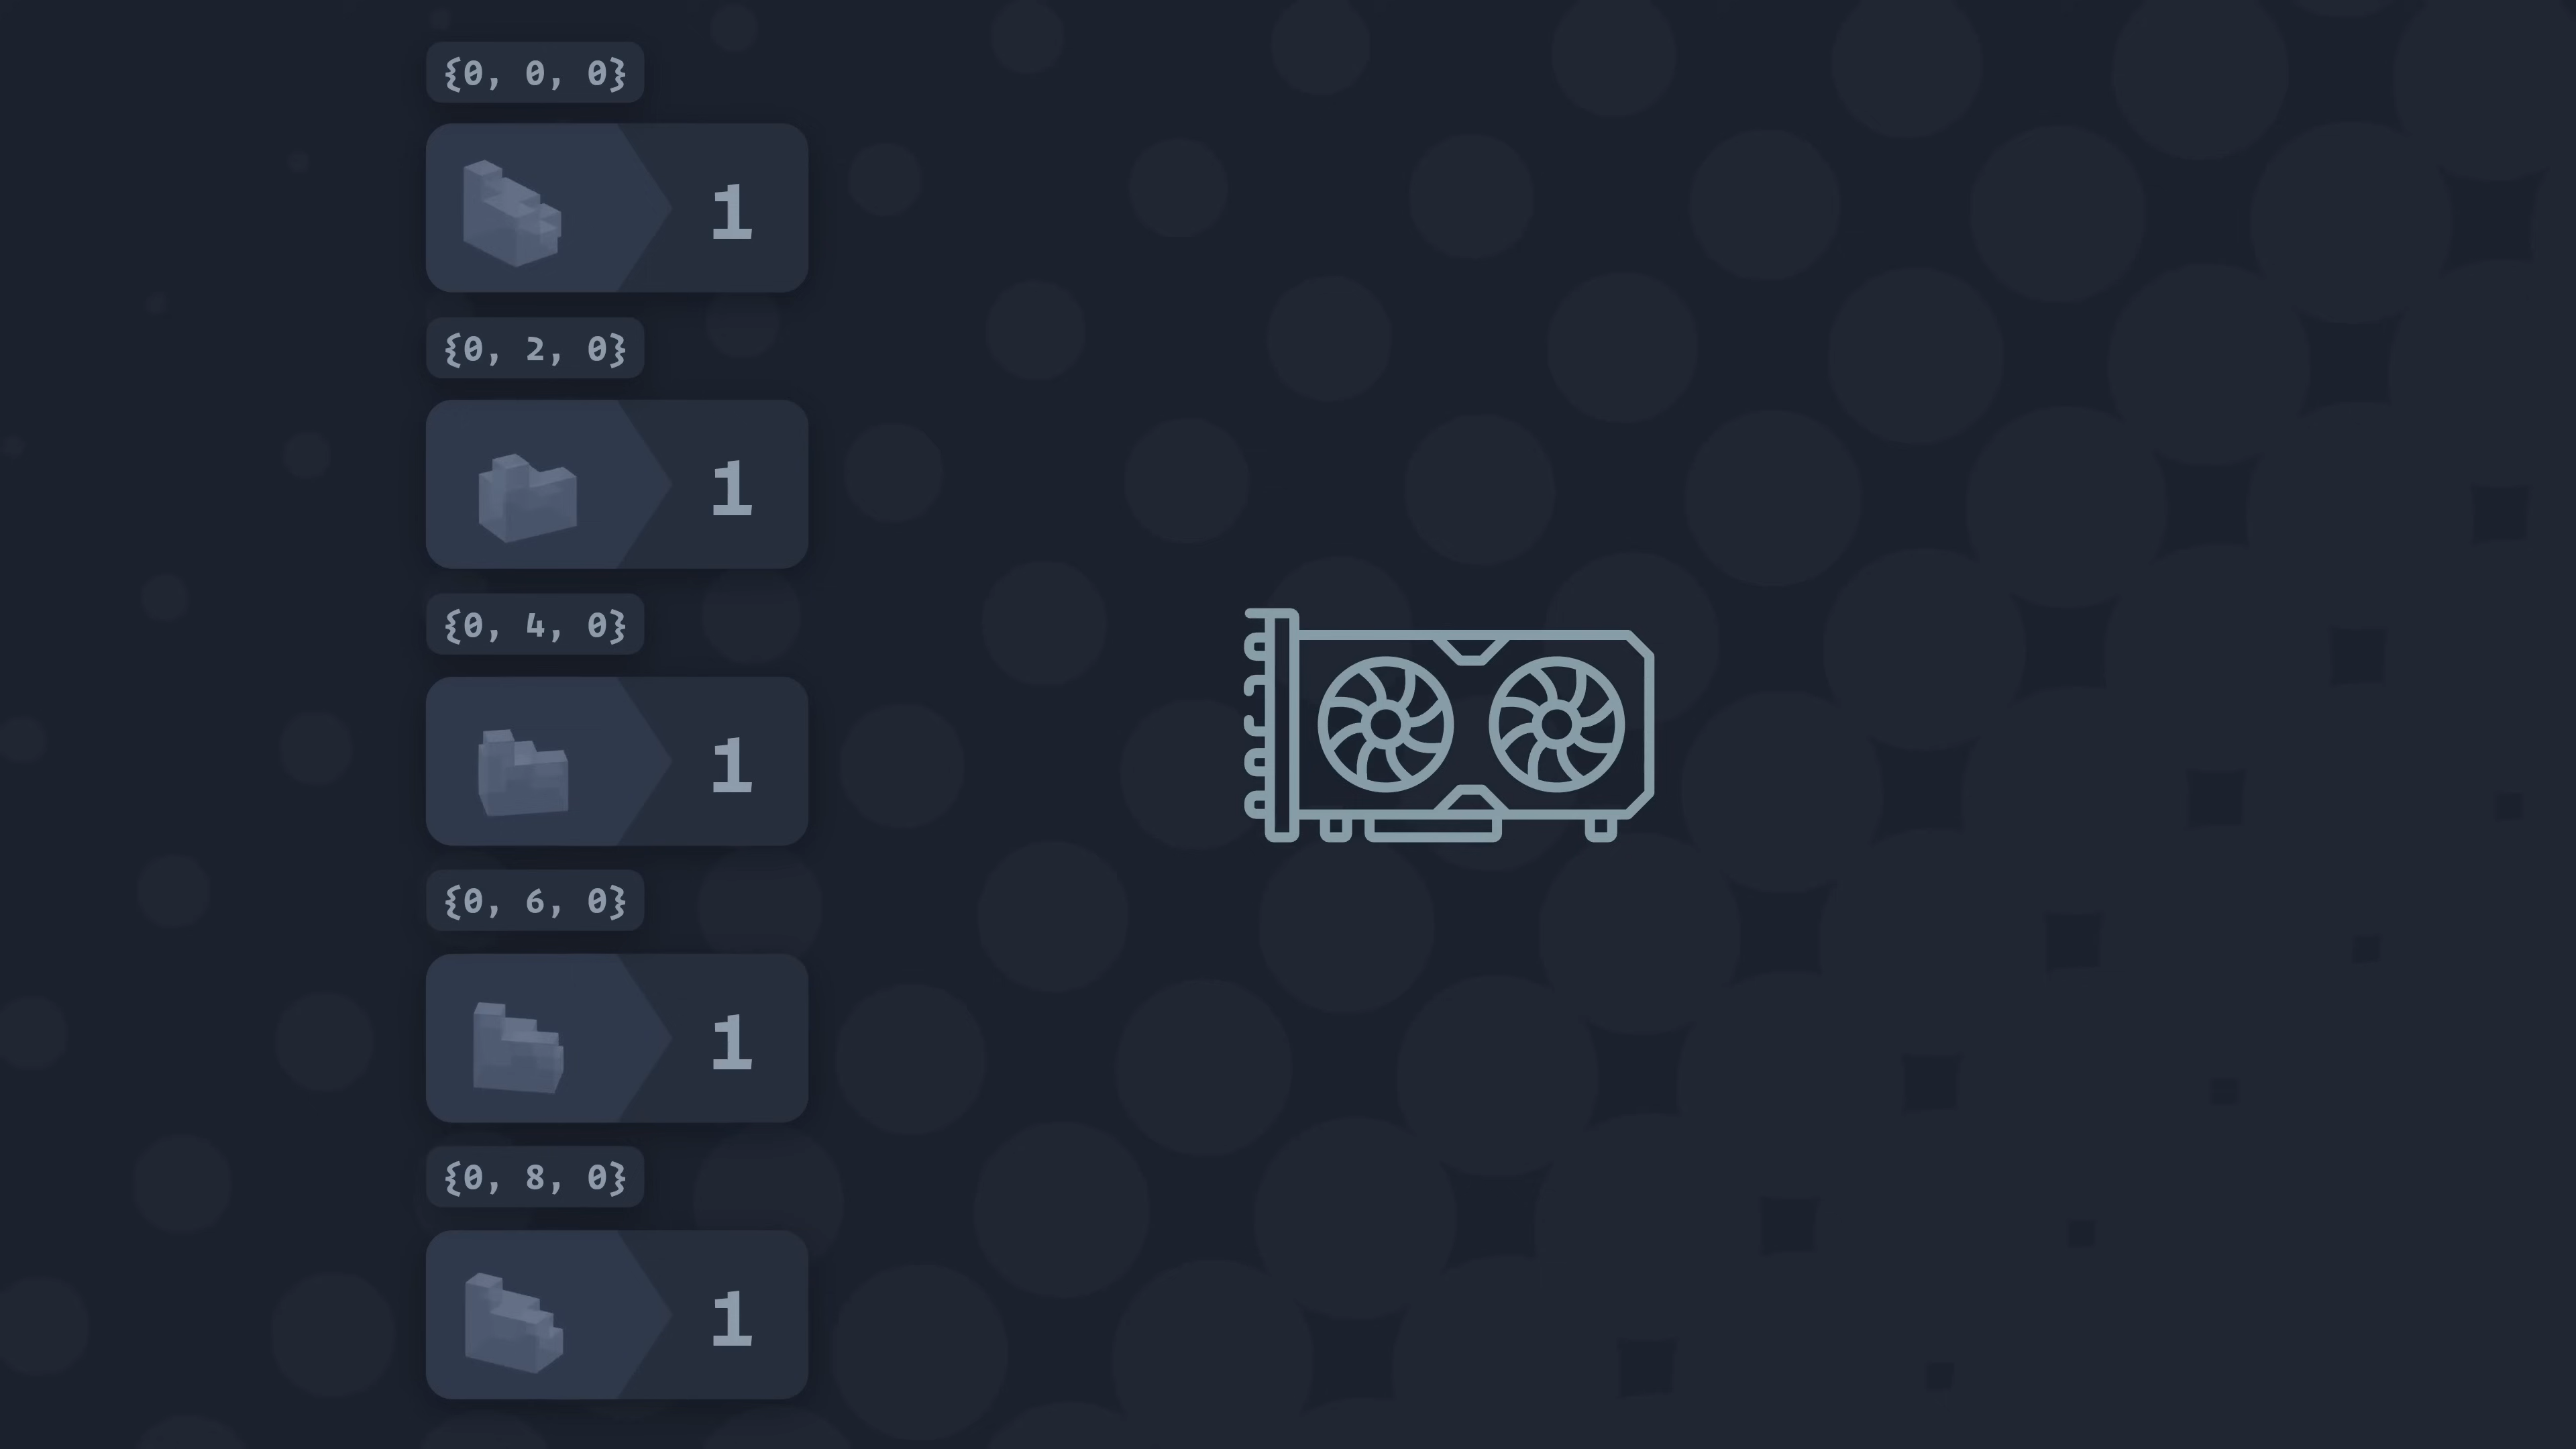 {0, 0, 0}
1
{0, 2, 0}
1
{0, 4, 0}
1
{0, 6, 0}
1
{0, 8, 0}
1